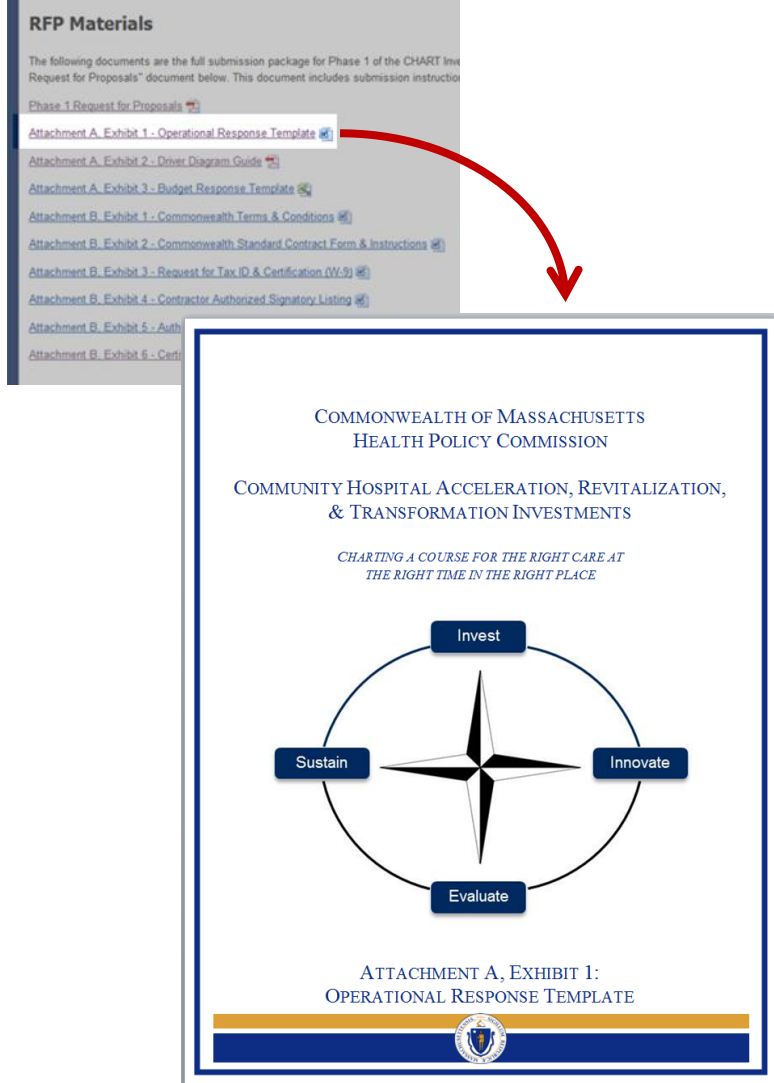 RFP Materials
The following documents are the full submission package for Phase 1 of the CHART Inve
Request for Proposals" document below. This document includes submission instruction
Phase 1 Request for Proposals
Attachment A, Exhibit 1 - Operational Response Template
Attachment A, Exhibit 2 - Driver Diagram Guide
Attachment A, Exhibit 3 - Budget Response Template
Attachment B, Exhibit 1 - Commonwealth Terms & Conditions
Attachment B, Exhibit 2 - Commonwealth Standard Contract Form & Instructions
Attachment B, Exhibit 3 - Request for Tax ID & Certification (W-9)
Attachment B, Exhibit 4 - Contractor Authorized Signatory Listing
Attachment B, Exhibit 5 - Auth
Attachment B, Exhibit 6 - Certi
COMMONWEALTH OF MASSACHUSETTS
HEALTH POLICY COMMISSION
COMMUNITY HOSPITAL ACCELERATION, REVITALIZATION,
& TRANSFORMATION INVESTMENTS
CHARTING A COURSE FOR THE RIGHT CARE AT
THE RIGHT TIME IN THE RIGHT PLACE
Invest
Sustain
Innovate
Evaluate
ATTACHMENT A, EXHIBIT 1:
OPERATIONAL RESPONSE TEMPLATE